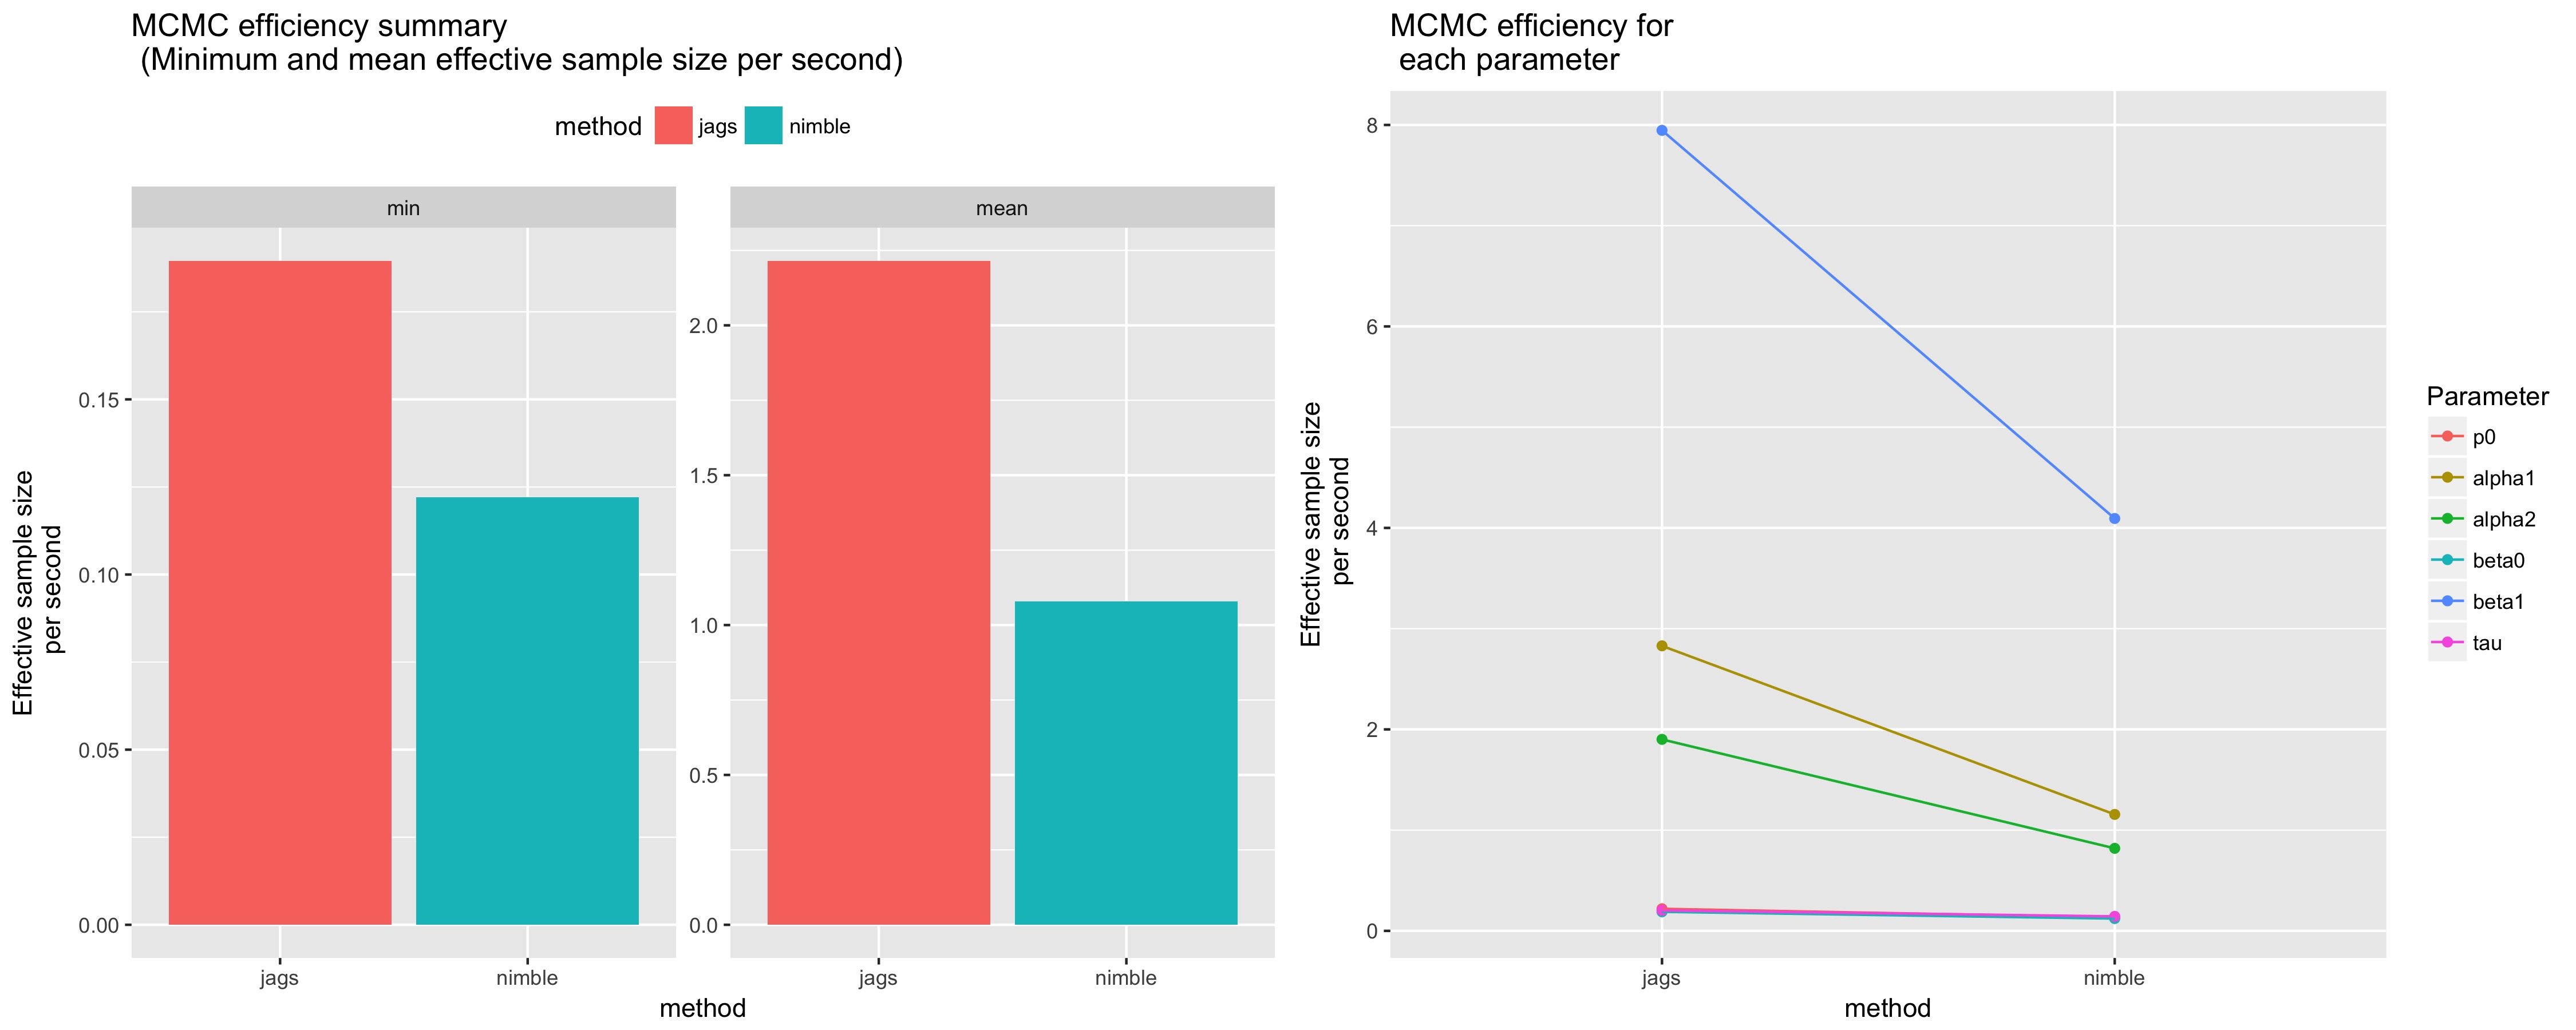 MCMC efficiency summary
(Minimum and mean effective sample size per second)
method jags nimble
min
mean
Effective sample size
per second
0.15
0.10
0.05
0.00
2.0
1.5
1.0
0.5
0.0
jags nimble
jags nimble
method
MCMC efficiency for
each parameter
Effective sample size
per second
8
6
4
2
0
jags nimble
method
Parameter
p0
alpha1
alpha2
beta0
beta1
tau